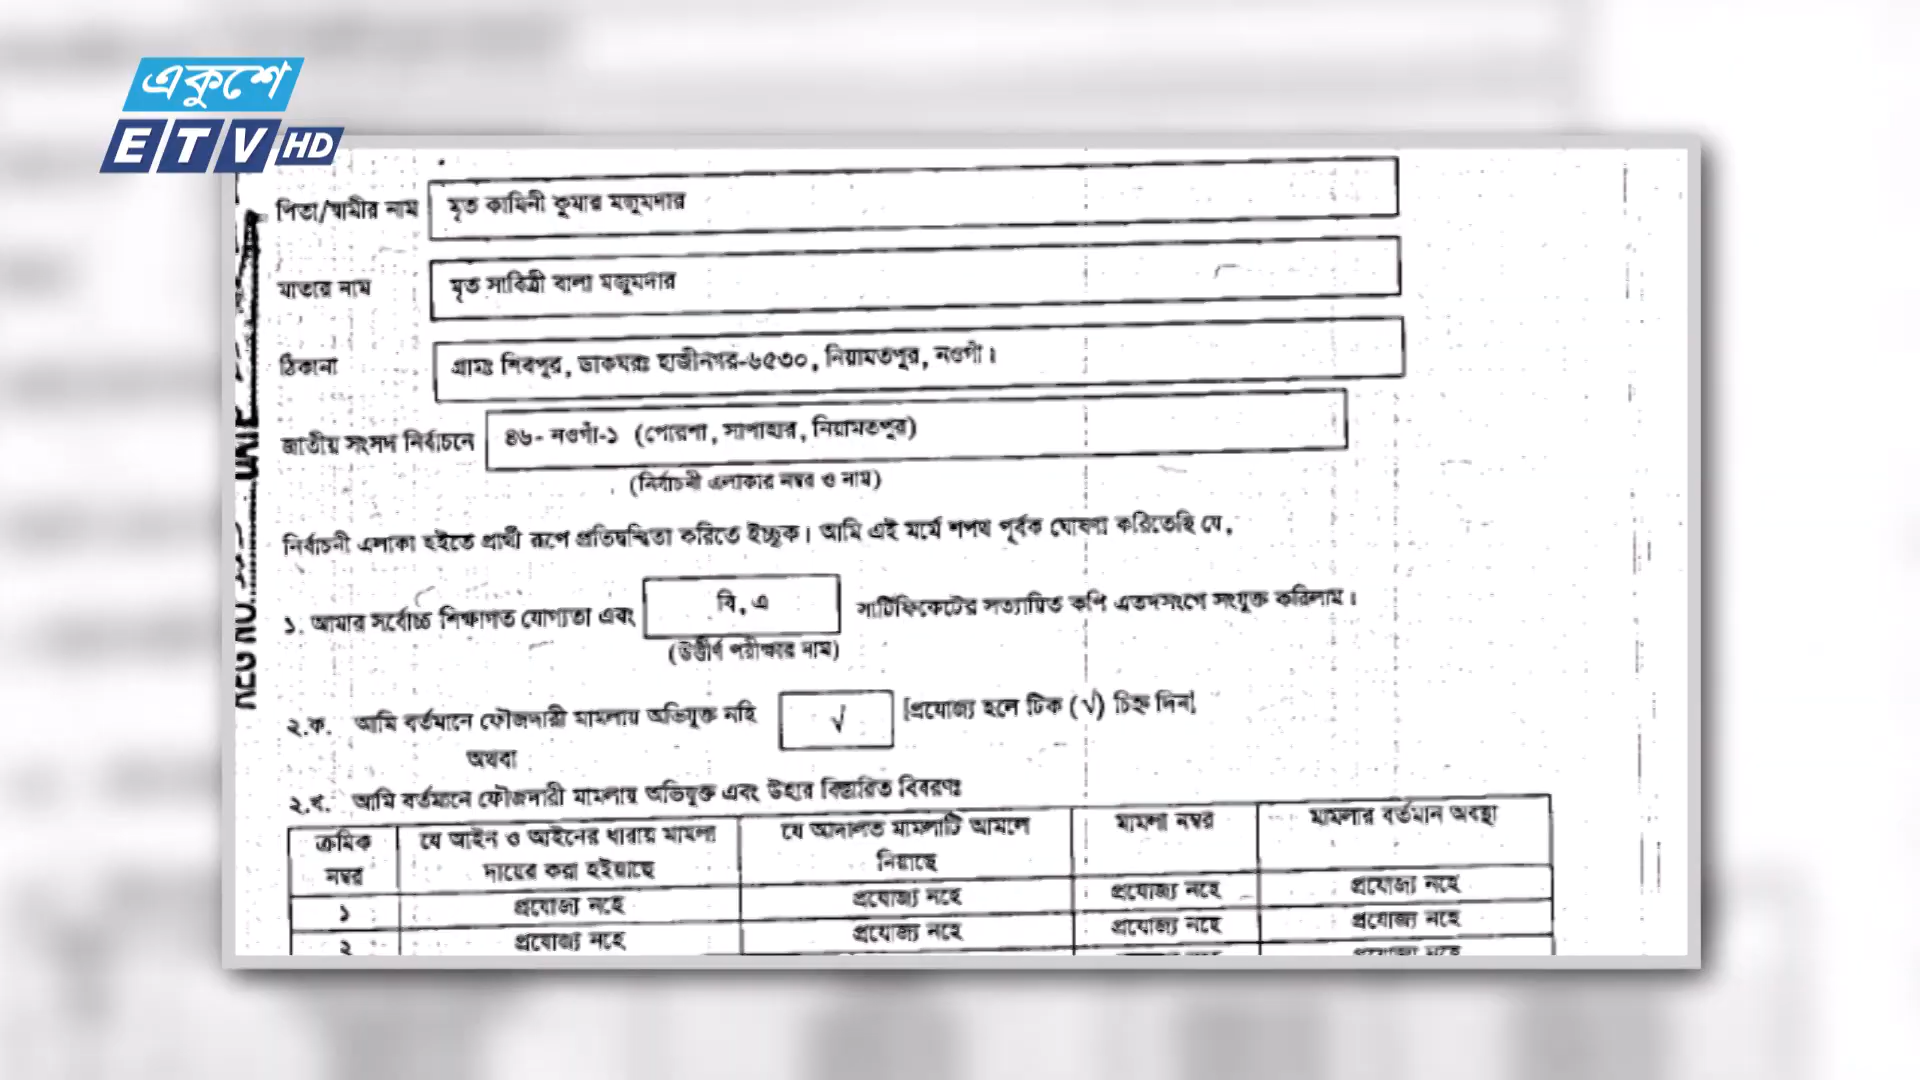 একুশে
ETV HD
পিতা/স্বামীর নাম মৃত কামিনী কুমার মজুমদার
মাতার নাম মৃত সাবিত্রী বালা মজুমদার
ঠিকানা গ্রামঃ শিবপুর, ডাকঘরঃ হাজীনগর-৬৫৩০, নিয়ামতপুর, নওগাঁ।
জাতীয় সংসদ নির্বাচনে ৪৬- নওগাঁ-১ (পোরশা, সাপাহার, নিয়ামতপুর)
(নির্বাচনী এলাকার নম্বর ও নাম)
নির্বাচনী এলাকা হইতে প্রার্থী রূপে প্রতিদ্বন্দ্বিতা করিতে ইচ্ছুক। আমি এই মর্মে শপথ পূর্বক ঘোষণা করিতেছি যে,
১. আমার সর্বোচ্চ শিক্ষাগত যোগ্যতা এবং বি, এ সার্টিফিকেটের সত্যায়িত কপি এতদসংগে সংযুক্ত করিলাম।
(উত্তীর্ণ পরীক্ষার নাম)
২.ক. আমি বর্তমানে ফৌজদারী মামলায় অভিযুক্ত নহি √ [প্রযোজ্য হলে টিক (√) চিহ্ন দিন]
অথবা
২.খ. আমি বর্তমানে ফৌজদারী মামলায় অভিযুক্ত এবং উহার বিস্তারিত বিবরণঃ
ক্রমিক নম্বর যে আইন ও আইনের ধারায় মামলা দায়ের করা হইয়াছে যে আদালত মামলাটি আমলে নিয়াছে মামলা নম্বর মামলার বর্তমান অবস্থা
১ প্রযোজ্য নহে প্রযোজ্য নহে প্রযোজ্য নহে প্রযোজ্য নহে
২ প্রযোজ্য নহে প্রযোজ্য নহে প্রযোজ্য নহে প্রযোজ্য নহে
REG NO.